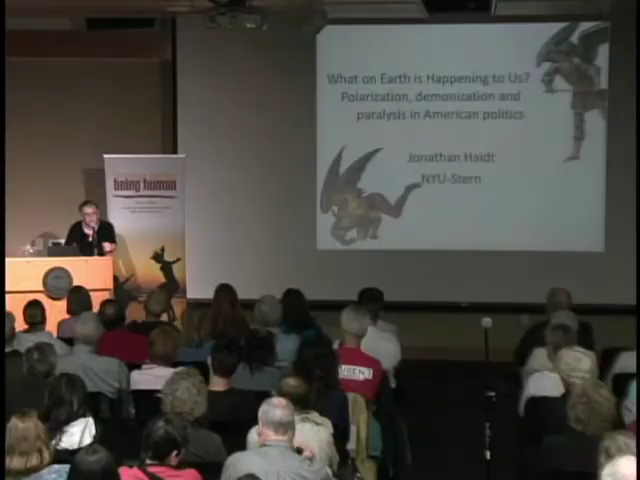 What on Earth is Happening to Us?
Polarization, demonization and
paralysis in American politics
Jonathan Haidt
NYU-Stern
being human